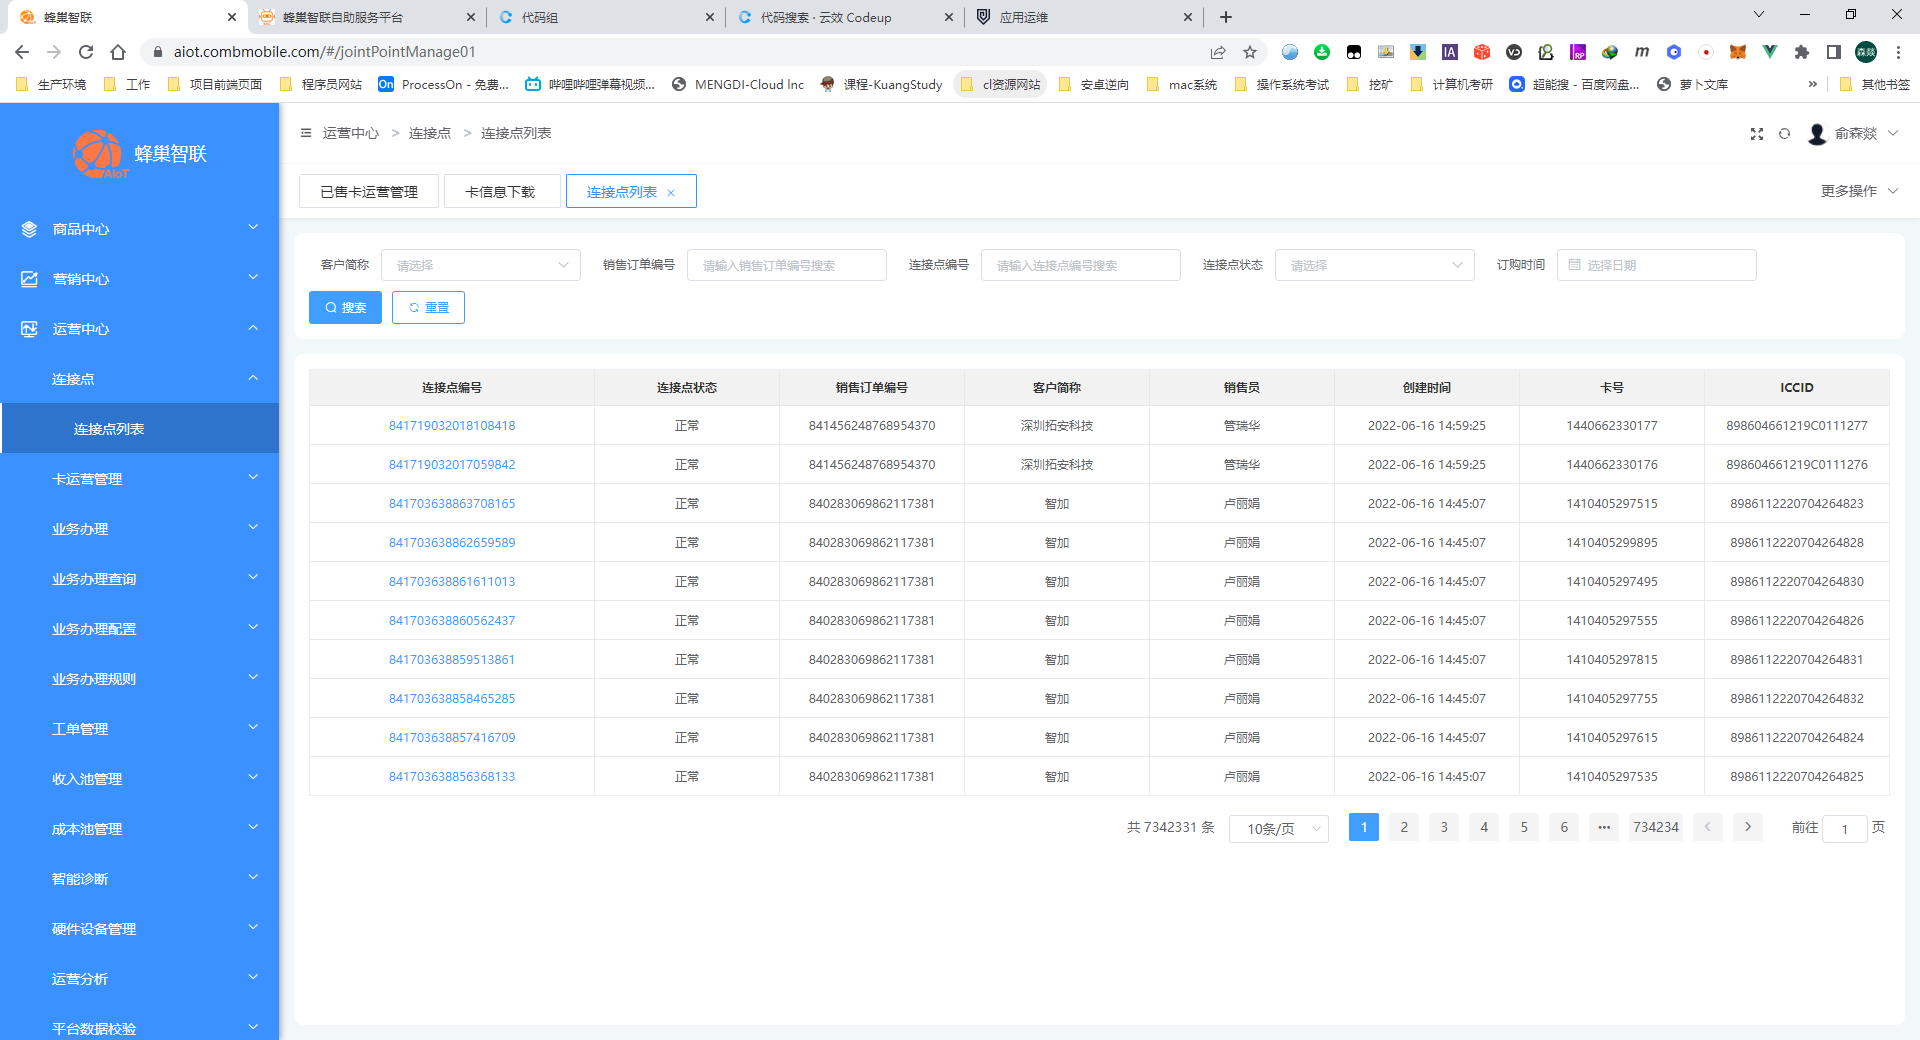 蜂巢智联
蜂巢智联自助服务平台
代码组
代码搜索 · 云效 Codeup
应用运维
aiot.combmobile.com/#/jointPointManage01
生产环境 工作 项目前端页面 程序员网站 ProcessOn - 免费... 哔哩哔哩弹幕视频... MENGDI-Cloud lnc 课程-KuangStudy cl资源网站 安卓逆向 mac系统 操作系统考试 挖矿 计算机考研 超能搜 - 百度网盘... 萝卜文库 » 其他书签
蜂巢智联
AIoT
商品中心
营销中心
运营中心
连接点
连接点列表
卡运营管理
业务办理
业务办理查询
业务办理配置
业务办理规则
工单管理
收入池管理
成本池管理
智能诊断
硬件设备管理
运营分析
平台数据校验
运营中心 > 连接点 > 连接点列表
俞森燚
已售卡运营管理 卡信息下载 连接点列表 ×
更多操作
客户简称 请选择 销售订单编号 请输入销售订单编号搜索 连接点编号 请输入连接点编号搜索 连接点状态 请选择 订购时间 选择日期
搜索 重置
连接点编号 连接点状态 销售订单编号 客户简称 销售员 创建时间 卡号 ICCID
841719032018108418 正常 841456248768954370 深圳拓安科技 管瑞华 2022-06-16 14:59:25 1440662330177 898604661219C0111277
841719032017059842 正常 841456248768954370 深圳拓安科技 管瑞华 2022-06-16 14:59:25 1440662330176 898604661219C0111276
841703638863708165 正常 840283069862117381 智加 卢丽娟 2022-06-16 14:45:07 1410405297515 8986112220704264823
841703638862659589 正常 840283069862117381 智加 卢丽娟 2022-06-16 14:45:07 1410405299895 8986112220704264828
841703638861611013 正常 840283069862117381 智加 卢丽娟 2022-06-16 14:45:07 1410405297495 8986112220704264830
841703638860562437 正常 840283069862117381 智加 卢丽娟 2022-06-16 14:45:07 1410405297555 8986112220704264826
841703638859513861 正常 840283069862117381 智加 卢丽娟 2022-06-16 14:45:07 1410405297815 8986112220704264831
841703638858465285 正常 840283069862117381 智加 卢丽娟 2022-06-16 14:45:07 1410405297755 8986112220704264832
841703638857416709 正常 840283069862117381 智加 卢丽娟 2022-06-16 14:45:07 1410405297615 8986112220704264824
841703638856368133 正常 840283069862117381 智加 卢丽娟 2022-06-16 14:45:07 1410405297535 8986112220704264825
共 7342331 条 10条/页 1 2 3 4 5 6 ••• 734234 < > 前往 1 页